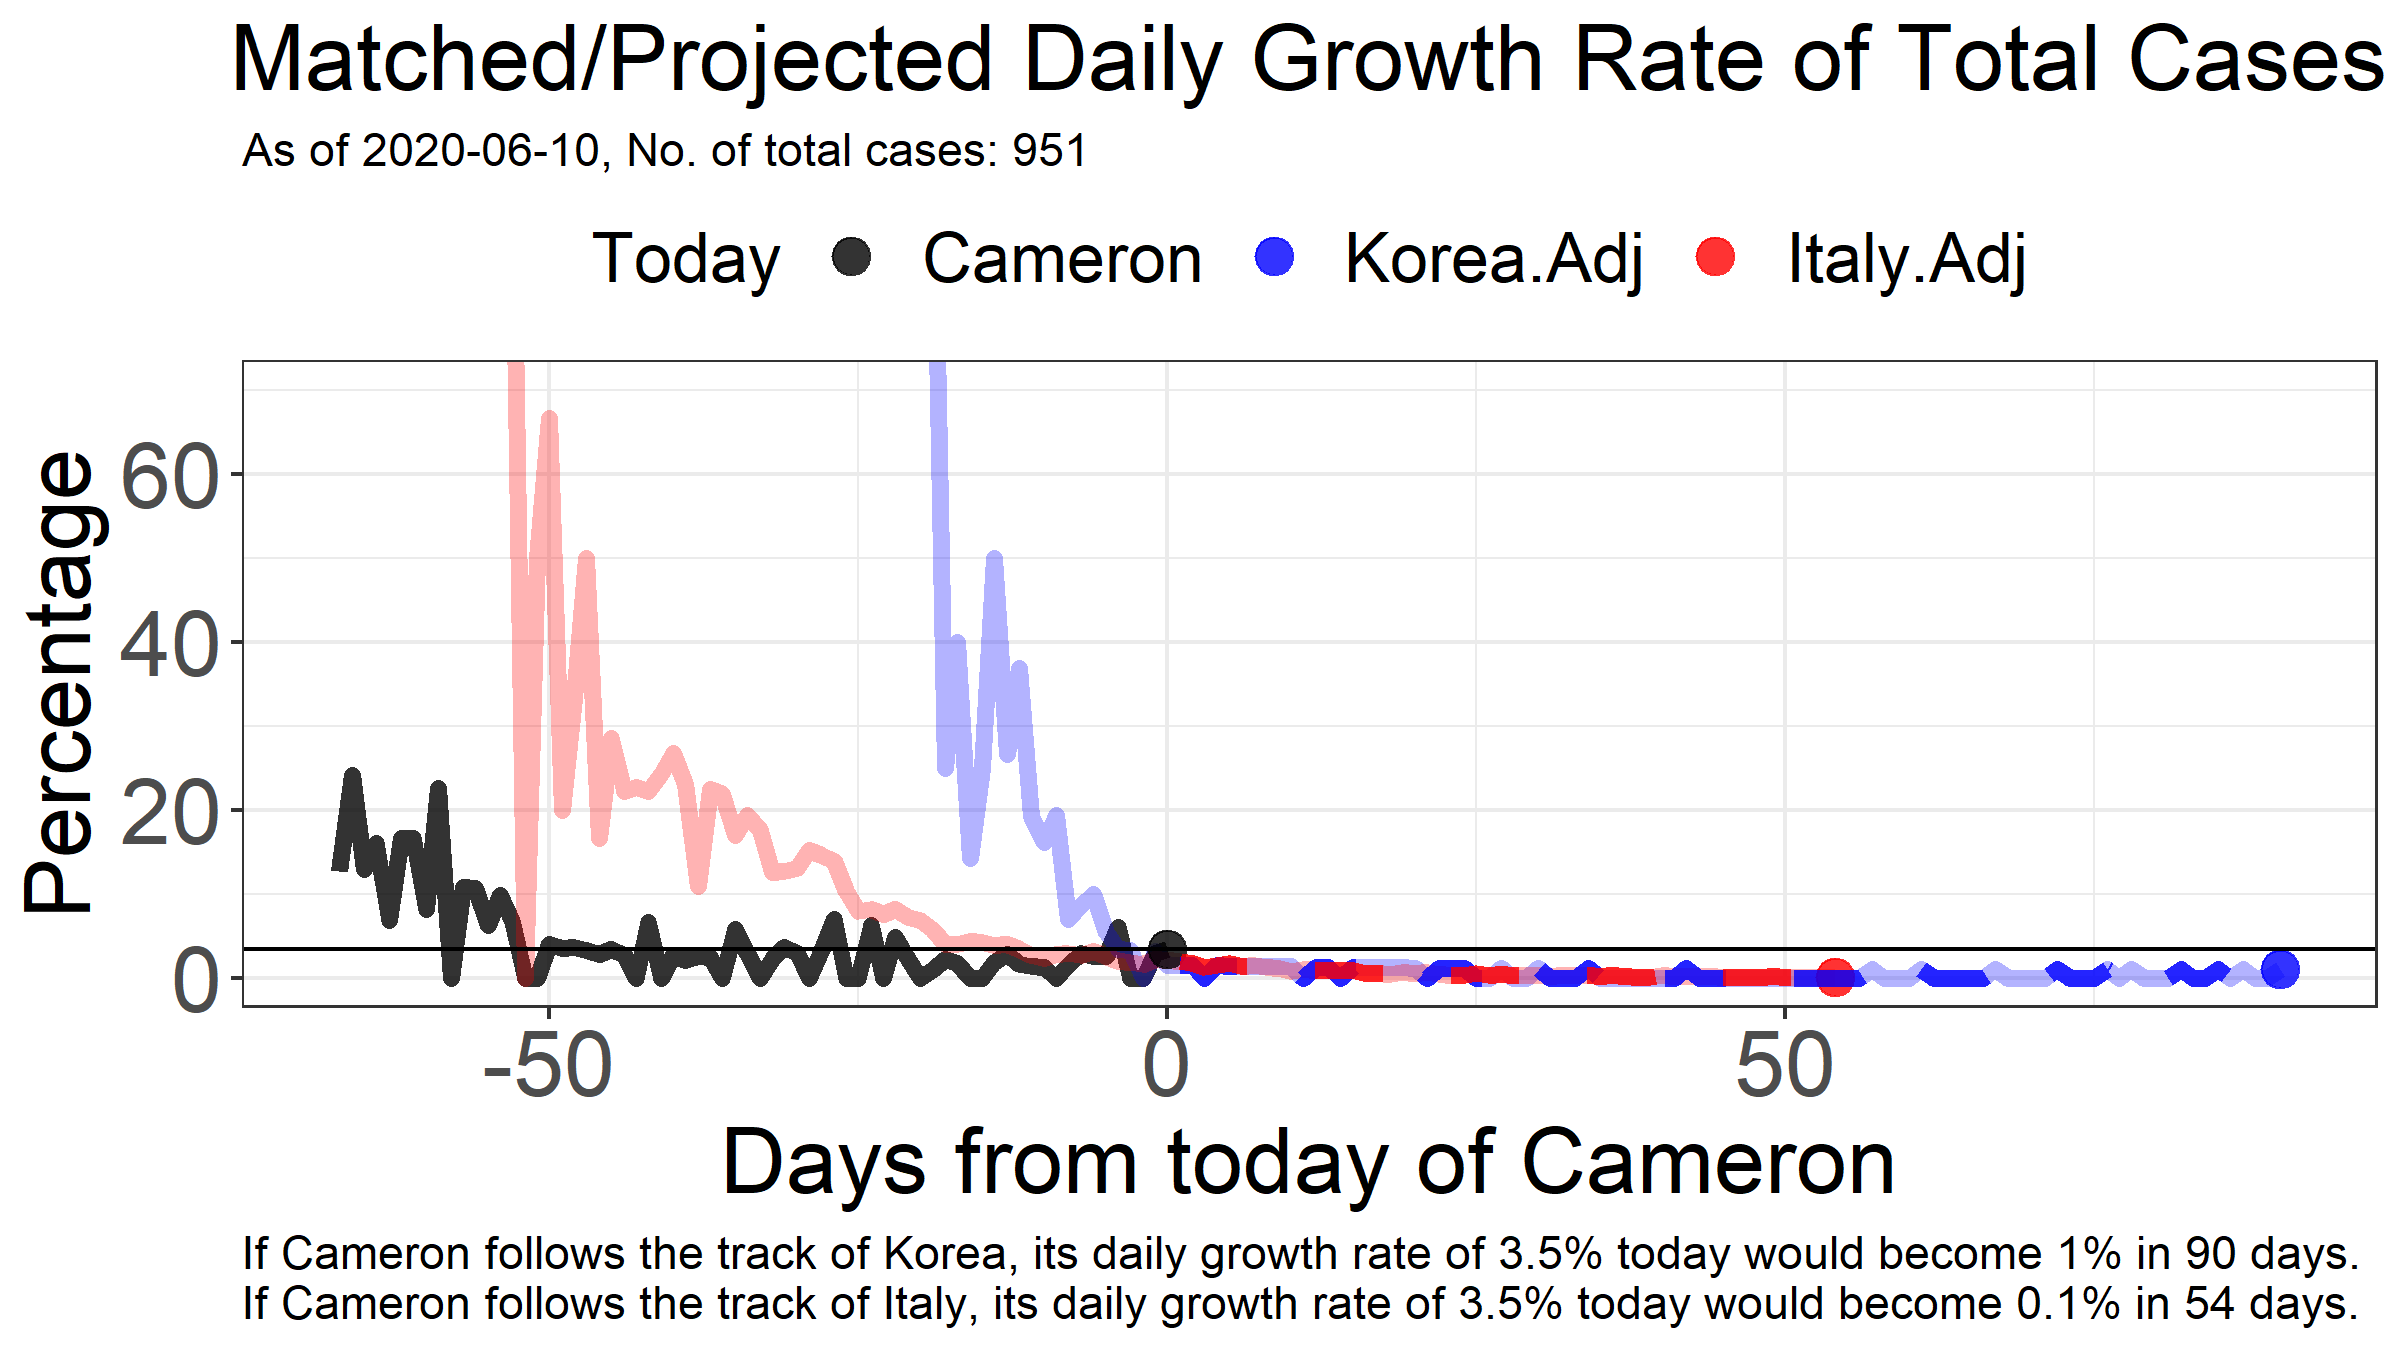 Matched/Projected Daily Growth Rate of Total Cases
As of 2020-06-10, No. of total cases: 951
Today Cameron Korea.Adj Italy.Adj
Percentage
60
40
20
0
-50 0 50
Days from today of Cameron
If Cameron follows the track of Korea, its daily growth rate of 3.5% today would become 1% in 90 days.
If Cameron follows the track of Italy, its daily growth rate of 3.5% today would become 0.1% in 54 days.